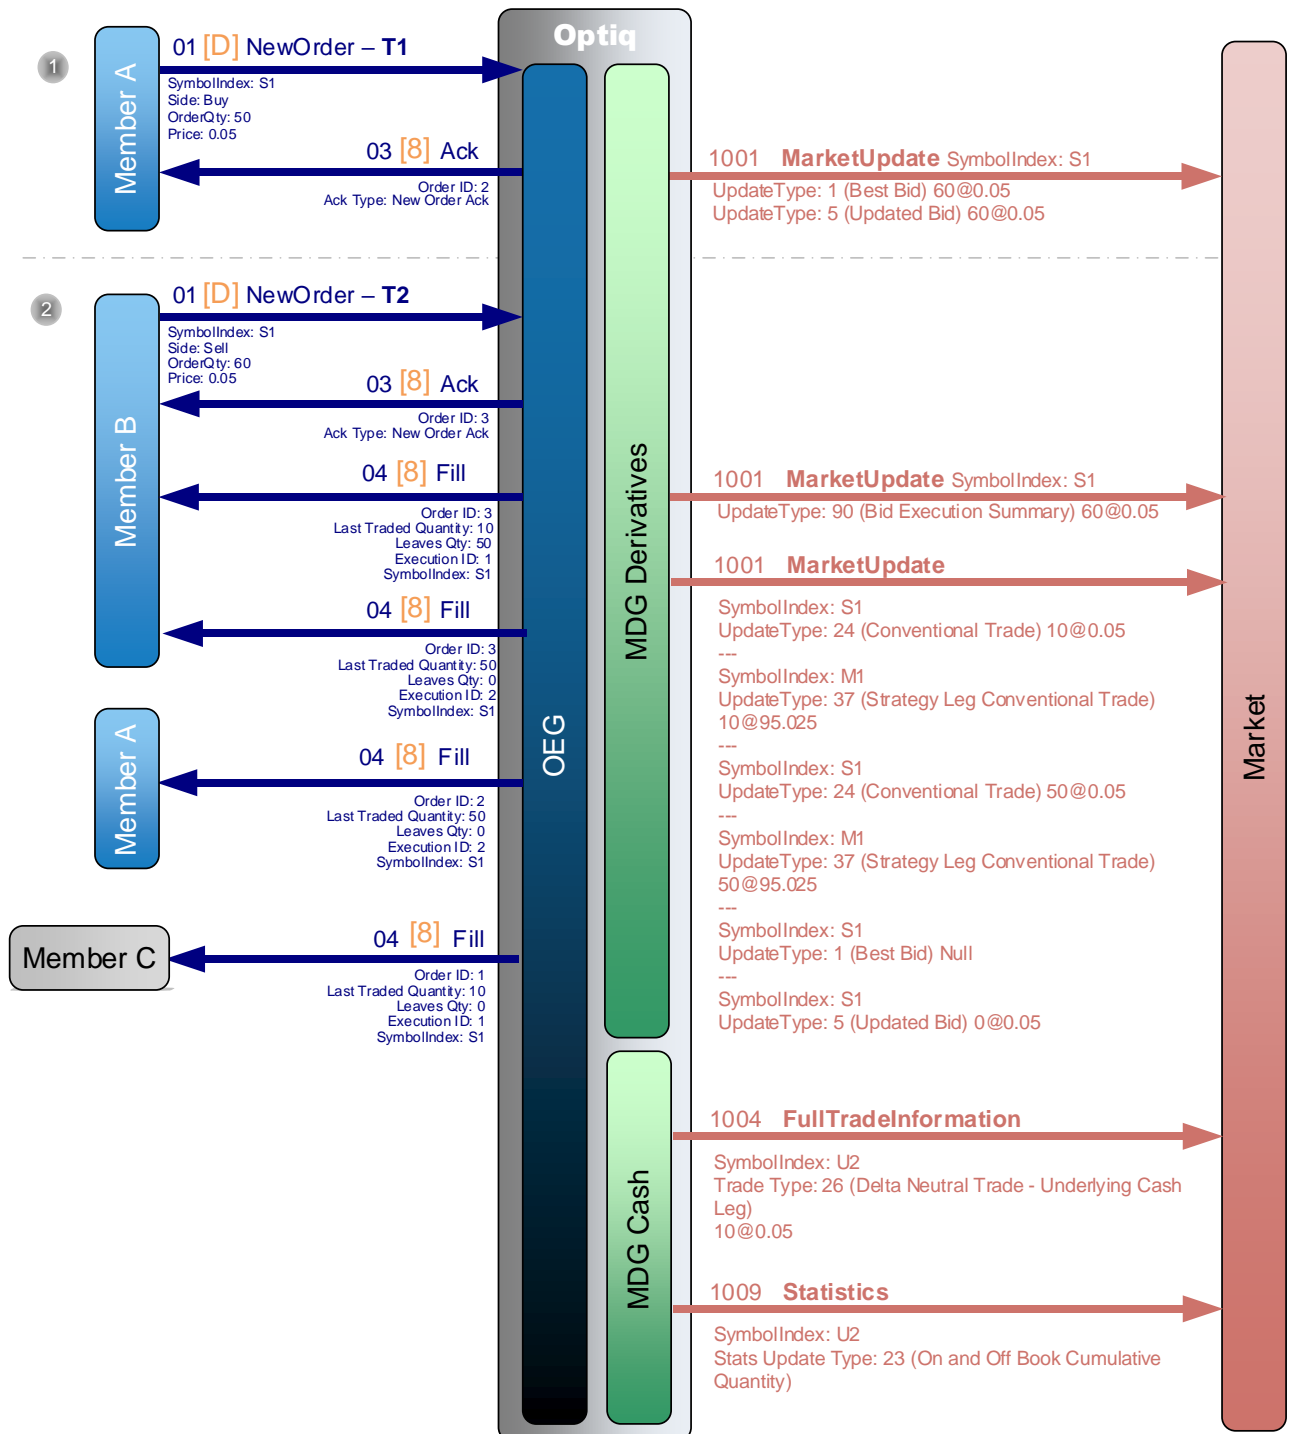 Optiq
1
Member A
01 [D] NewOrder – T1
SymbolIndex: S1
Side: Buy
OrderQty: 50
Price: 0.05
03 [8] Ack
Order ID: 2
Ack Type: New Order Ack
1001 MarketUpdate SymbolIndex: S1
UpdateType: 1 (Best Bid) 60@0.05
UpdateType: 5 (Updated Bid) 60@0.05
2
Member B
01 [D] NewOrder – T2
SymbolIndex: S1
Side: Sell
OrderQty: 60
Price: 0.05
03 [8] Ack
Order ID: 3
Ack Type: New Order Ack
04 [8] Fill
Order ID: 3
Last Traded Quantity: 10
Leaves Qty: 50
Execution ID: 1
SymbolIndex: S1
04 [8] Fill
Order ID: 3
Last Traded Quantity: 50
Leaves Qty: 0
Execution ID: 2
SymbolIndex: S1
Member A
04 [8] Fill
Order ID: 2
Last Traded Quantity: 50
Leaves Qty: 0
Execution ID: 2
SymbolIndex: S1
Member C
04 [8] Fill
Order ID: 1
Last Traded Quantity: 10
Leaves Qty: 0
Execution ID: 1
SymbolIndex: S1
OEG
MDG Derivatives
MDG Cash
1001 MarketUpdate SymbolIndex: S1
UpdateType: 90 (Bid Execution Summary) 60@0.05
1001 MarketUpdate
SymbolIndex: S1
UpdateType: 24 (Conventional Trade) 10@0.05
---
SymbolIndex: M1
UpdateType: 37 (Strategy Leg Conventional Trade)
10@95.025
---
SymbolIndex: S1
UpdateType: 24 (Conventional Trade) 50@0.05
---
SymbolIndex: M1
UpdateType: 37 (Strategy Leg Conventional Trade)
50@95.025
---
SymbolIndex: S1
UpdateType: 1 (Best Bid) Null
---
SymbolIndex: S1
UpdateType: 5 (Updated Bid) 0@0.05
1004 FullTradeInformation
SymbolIndex: U2
Trade Type: 26 (Delta Neutral Trade - Underlying Cash
Leg)
10@0.05
1009 Statistics
SymbolIndex: U2
Stats Update Type: 23 (On and Off Book Cumulative
Quantity)
Market